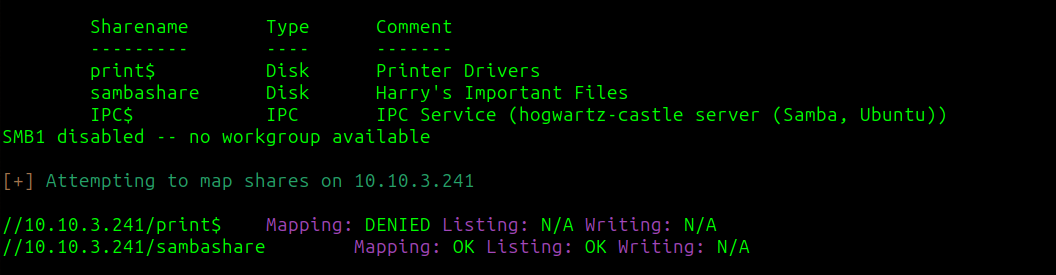 Sharename Type Comment
--------- ---- -------
print$ Disk Printer Drivers
sambashare Disk Harry's Important Files
IPC$ IPC IPC Service (hogwartz-castle server (Samba, Ubuntu))
SMB1 disabled -- no workgroup available
[+] Attempting to map shares on 10.10.3.241
//10.10.3.241/print$ Mapping: DENIED Listing: N/A Writing: N/A
//10.10.3.241/sambashare Mapping: OK Listing: OK Writing: N/A